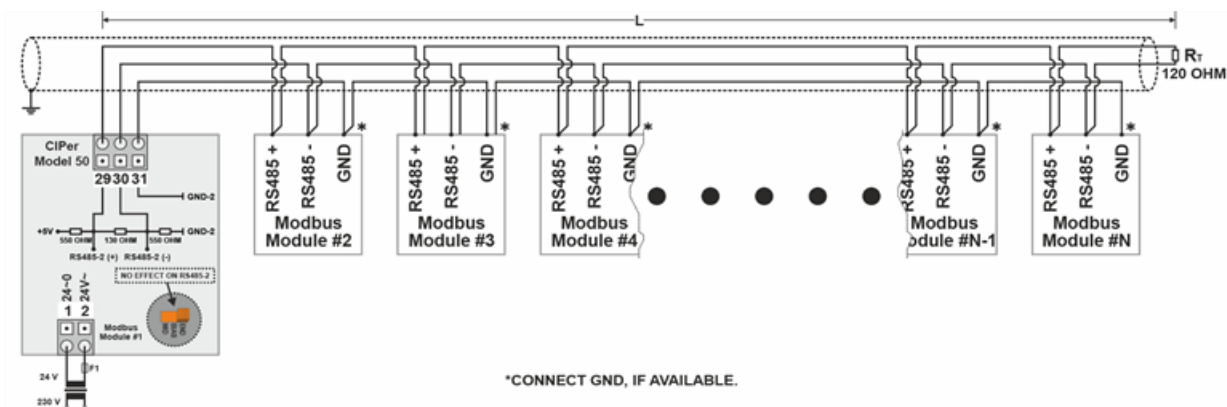 L
RT
120 OHM
CIPer
Model 50
29 30 31
GND-2
+5V
GND-2
550 OHM 130 OHM 550 OHM
RS485-2 (+) RS485-2 (-)
NO EFFECT ON RS485-2
24~0
24V~
1 2
END
BIAS
MID
Modbus
Module #1
F1
24 V
230 V
RS485 +
RS485 -
GND
*
Modbus
Module #2
RS485 +
RS485 -
GND
*
Modbus
Module #3
RS485 +
RS485 -
GND
*
Modbus
Module #4
RS485 +
RS485 -
GND
*
Modbus
Module #N-1
RS485 +
RS485 -
GND
*
Modbus
Module #N
*CONNECT GND, IF AVAILABLE.